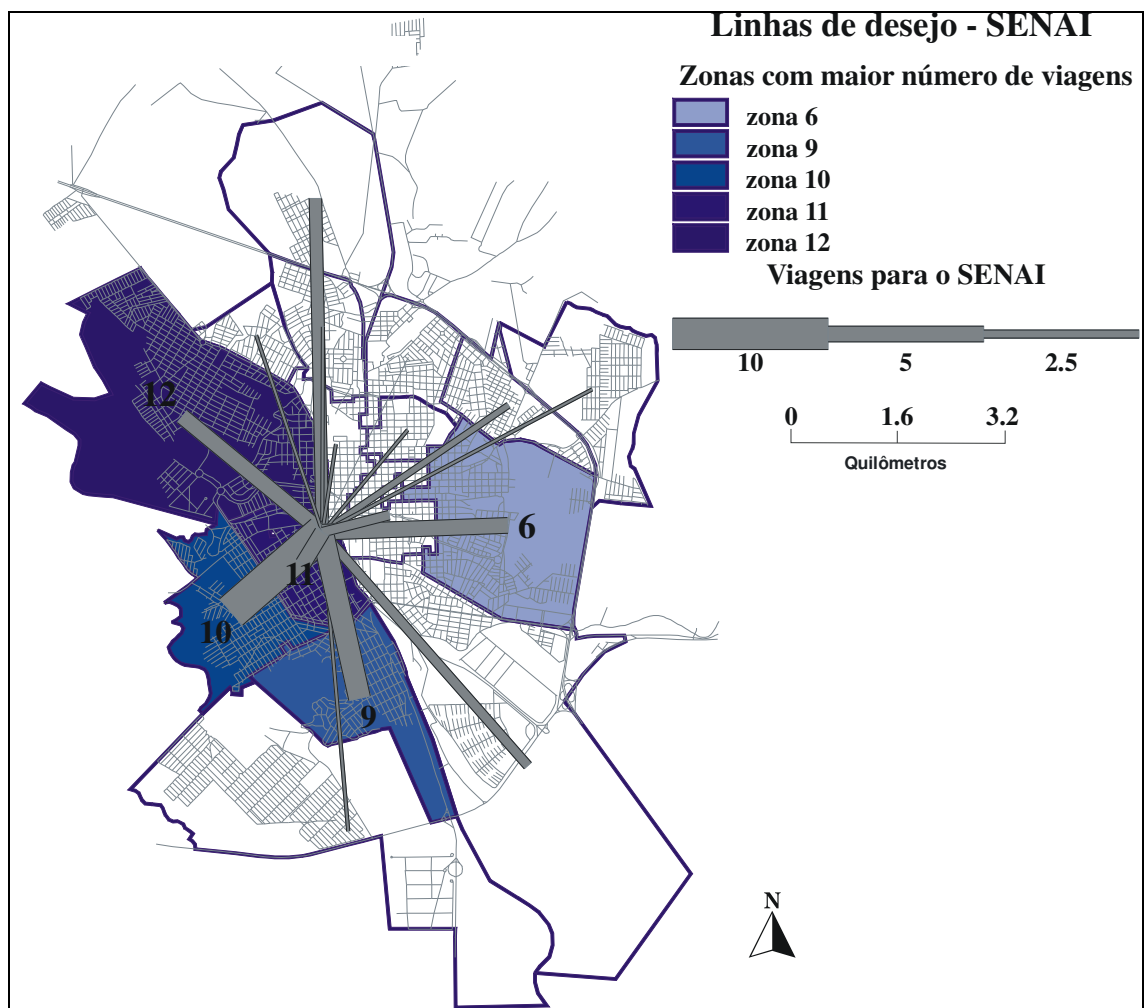 Linhas de desejo - SENAI
Zonas com maior número de viagens
zona 6
zona 9
zona 10
zona 11
zona 12
Viagens para o SENAI
10 5 2.5
0 1.6 3.2
Quilômetros
12
6
11
10
9
N